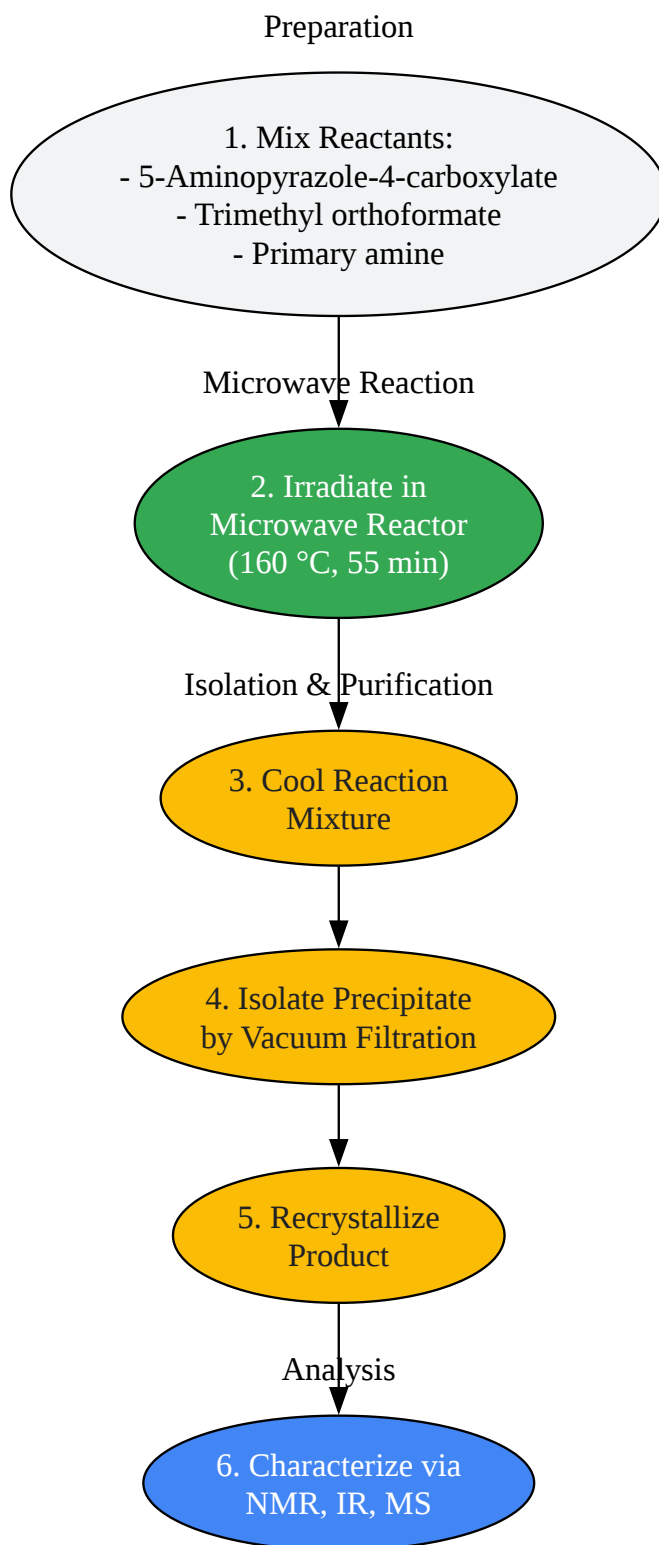 Preparation
1. Mix Reactants:
- 5-Aminopyrazole-4-carboxylate
- Trimethyl orthoformate
- Primary amine
Microwave Reaction
2. Irradiate in
Microwave Reactor
(160 °C, 55 min)
Isolation & Purification
3. Cool Reaction
Mixture
4. Isolate Precipitate
by Vacuum Filtration
5. Recrystallize
Product
Analysis
6. Characterize via
NMR, IR, MS